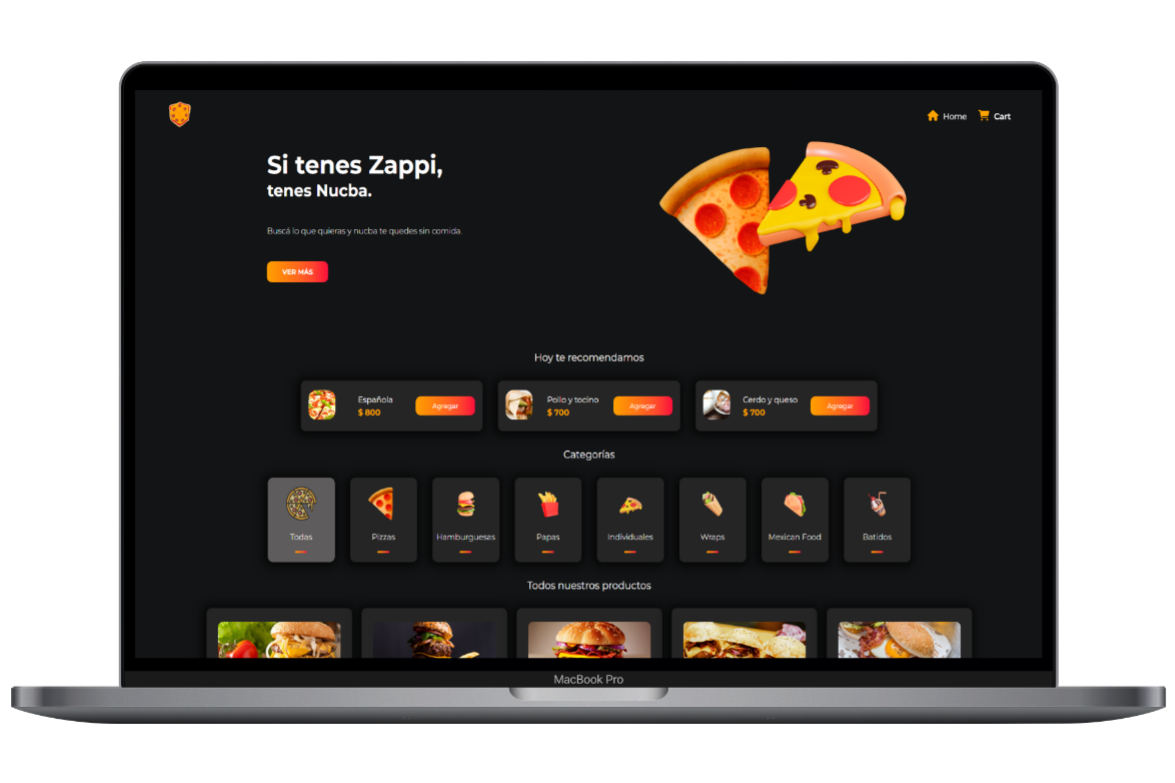 Home
Cart
Si tenes Zappi,
tenes Nucba.
Buscá lo que quieras y nucba te quedes sin comida.
VER MÁS
Hoy te recomendamos
Española
$ 800
Agregar
Pollo y tocino
$ 700
Agregar
Cerdo y queso
$ 700
Agregar
Categorías
Todas
Pizzas
Hamburguesas
Papas
Individuales
Wraps
Mexican Food
Batidos
Todos nuestros productos
MacBook Pro